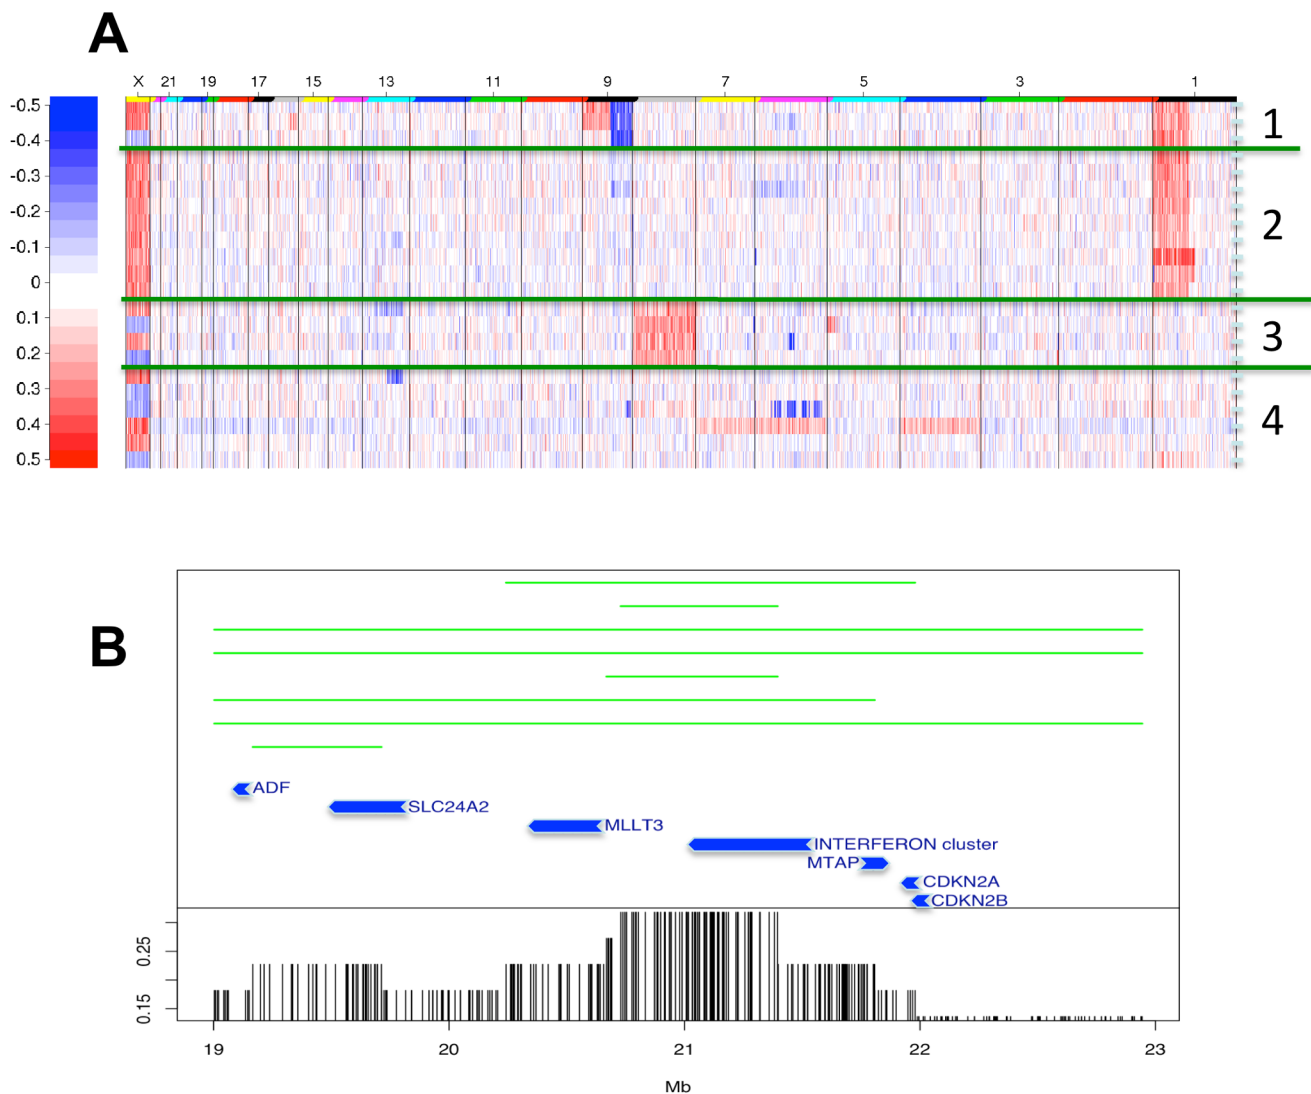 A
X 21 19 17 15 13 11 9 7 5 3 1
-0.5
-0.4
-0.3
-0.2
-0.1
0
0.1
0.2
0.3
0.4
0.5
1
2
3
4
B
ADF
SLC24A2
MLLT3
INTERFERON cluster
MTAP
CDKN2A
CDKN2B
0.25
0.15
19 20 21 22 23
Mb